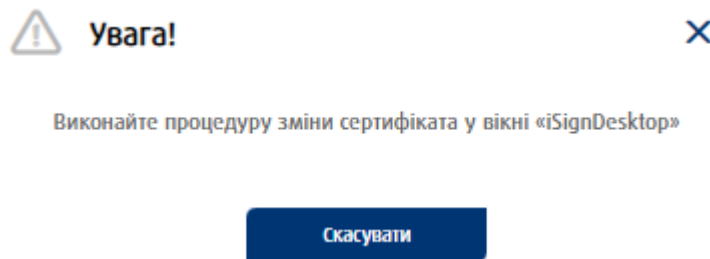 Увага!
Виконайте процедуру зміни сертифіката у вікні «iSignDesktop»
Скасувати